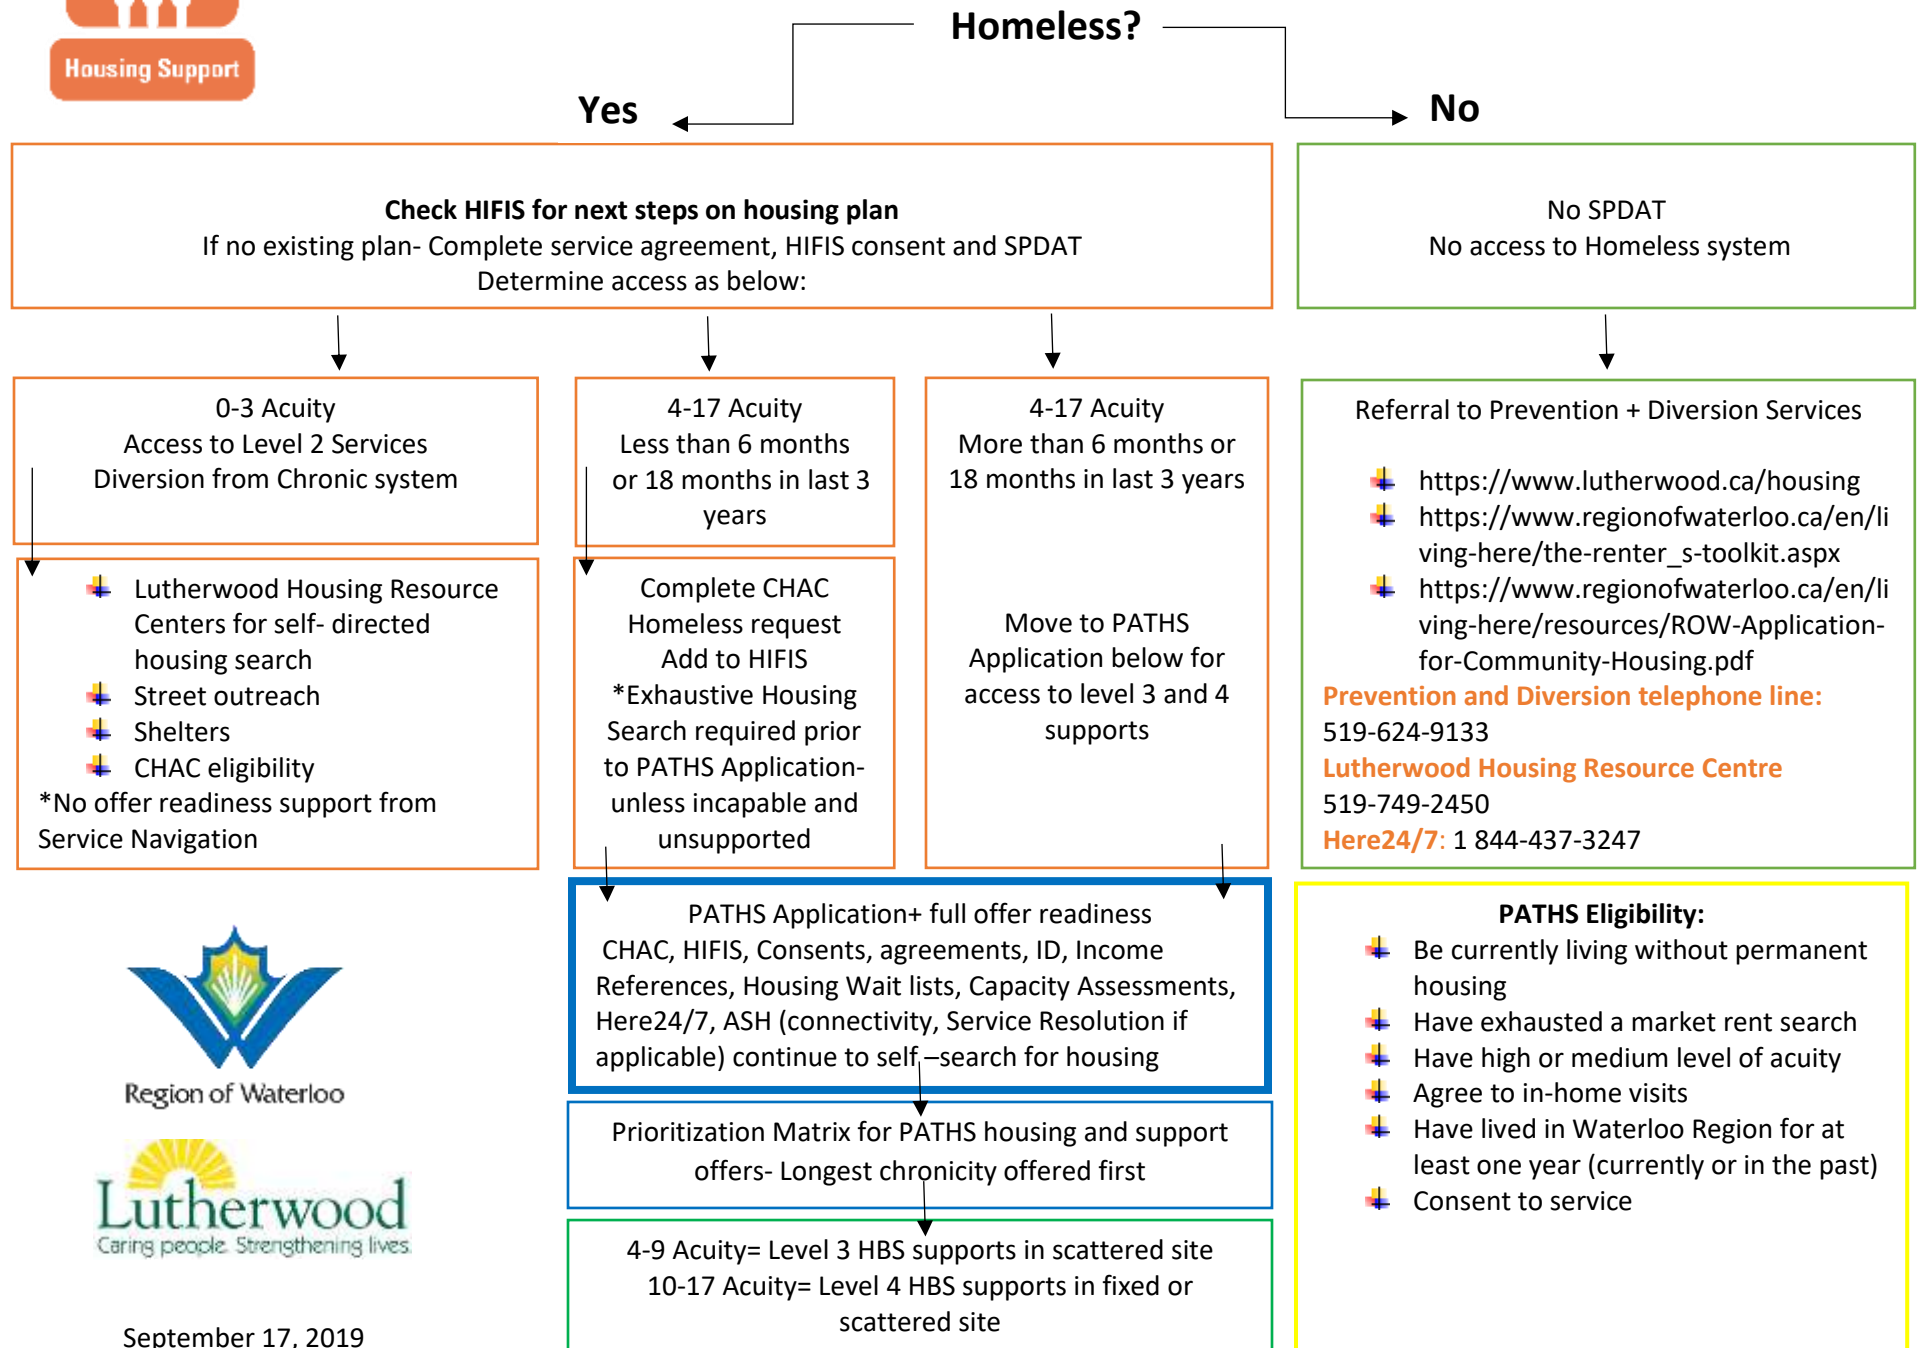 Housing Support
Homeless?
Yes
No
Check HIFIS for next steps on housing plan
If no existing plan- Complete service agreement, HIFIS consent and SPDAT
Determine access as below:
No SPDAT
No access to Homeless system
0-3 Acuity
Access to Level 2 Services
Diversion from Chronic system
4-17 Acuity
Less than 6 months
or 18 months in last 3
years
4-17 Acuity
More than 6 months or
18 months in last 3 years
Move to PATHS
Application below for
access to level 3 and 4
supports
Referral to Prevention + Diversion Services
https://www.lutherwood.ca/housing
https://www.regionofwaterloo.ca/en/li
ving-here/the-renter_s-toolkit.aspx
https://www.regionofwaterloo.ca/en/li
ving-here/resources/ROW-Application-
for-Community-Housing.pdf
Prevention and Diversion telephone line:
519-624-9133
Lutherwood Housing Resource Centre
519-749-2450
Here24/7: 1 844-437-3247
Lutherwood Housing Resource
Centers for self- directed
housing search
Street outreach
Shelters
CHAC eligibility
*No offer readiness support from
Service Navigation
Complete CHAC
Homeless request
Add to HIFIS
*Exhaustive Housing
Search required prior
to PATHS Application-
unless incapable and
unsupported
PATHS Application+ full offer readiness
CHAC, HIFIS, Consents, agreements, ID, Income
References, Housing Wait lists, Capacity Assessments,
Here24/7, ASH (connectivity, Service Resolution if
applicable) continue to self –search for housing
Prioritization Matrix for PATHS housing and support
offers- Longest chronicity offered first
4-9 Acuity= Level 3 HBS supports in scattered site
10-17 Acuity= Level 4 HBS supports in fixed or
scattered site
PATHS Eligibility:
Be currently living without permanent
housing
Have exhausted a market rent search
Have high or medium level of acuity
Agree to in-home visits
Have lived in Waterloo Region for at
least one year (currently or in the past)
Consent to service
Region of Waterloo
Lutherwood
Caring people. Strengthening lives.
September 17, 2019